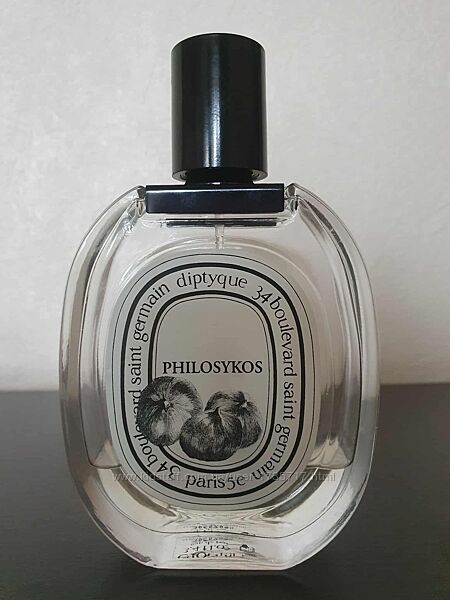 diptyque 34 boulevard saint germain
paris 5e
34 boulevard saint germain
PHILOSYKOS